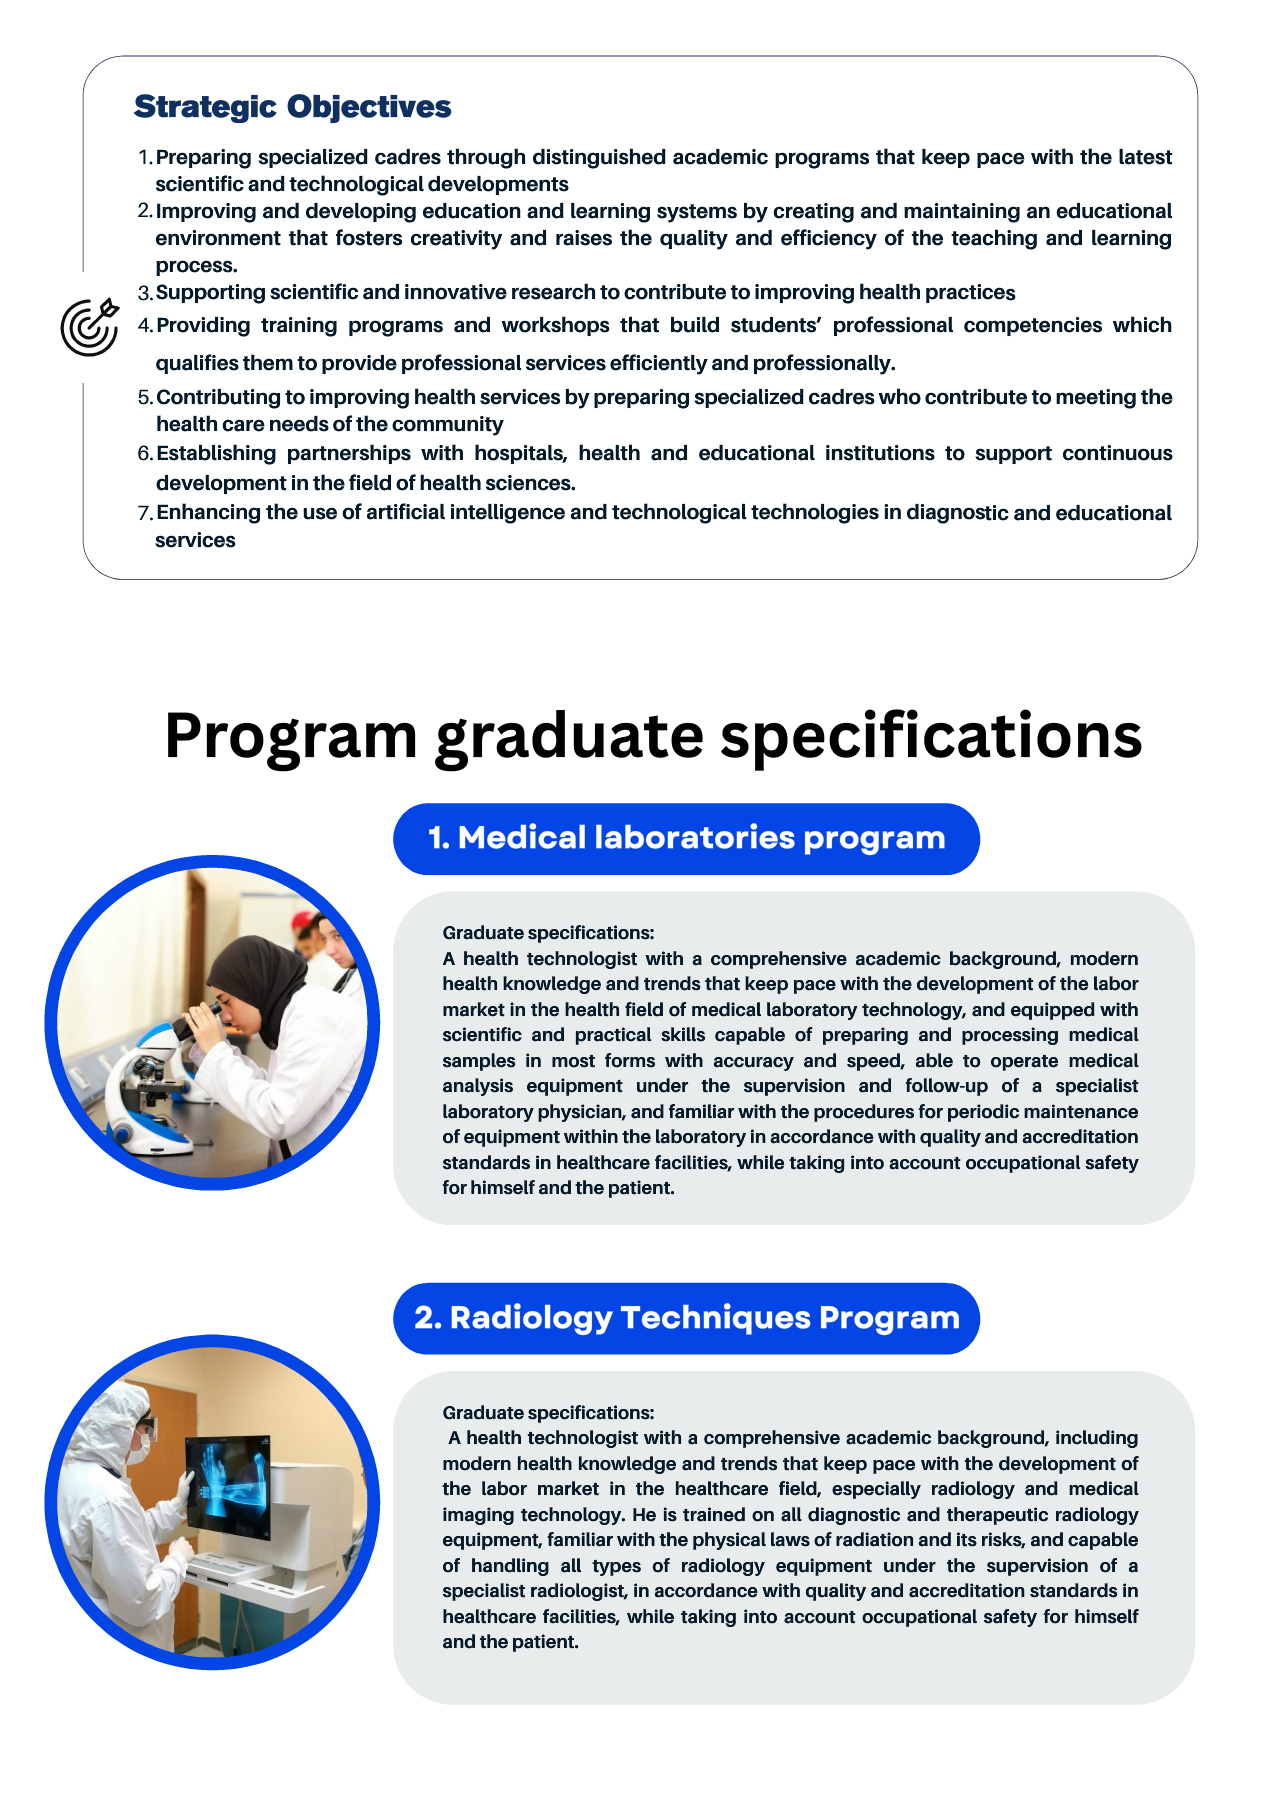 Strategic Objectives
1. Preparing specialized cadres through distinguished academic programs that keep pace with the latest
scientific and technological developments
2. Improving and developing education and learning systems by creating and maintaining an educational
environment that fosters creativity and raises the quality and efficiency of the teaching and learning
process.
3. Supporting scientific and innovative research to contribute to improving health practices
4. Providing training programs and workshops that build students’ professional competencies which
qualifies them to provide professional services efficiently and professionally.
5. Contributing to improving health services by preparing specialized cadres who contribute to meeting the
health care needs of the community
6. Establishing partnerships with hospitals, health and educational institutions to support continuous
development in the field of health sciences.
7. Enhancing the use of artificial intelligence and technological technologies in diagnostic and educational
services
Program graduate specifications
1. Medical laboratories program
Graduate specifications:
A health technologist with a comprehensive academic background, modern
health knowledge and trends that keep pace with the development of the labor
market in the health field of medical laboratory technology, and equipped with
scientific and practical skills capable of preparing and processing medical
samples in most forms with accuracy and speed, able to operate medical
analysis equipment under the supervision and follow-up of a specialist
laboratory physician, and familiar with the procedures for periodic maintenance
of equipment within the laboratory in accordance with quality and accreditation
standards in healthcare facilities, while taking into account occupational safety
for himself and the patient.
2. Radiology Techniques Program
Graduate specifications:
A health technologist with a comprehensive academic background, including
modern health knowledge and trends that keep pace with the development of
the labor market in the healthcare field, especially radiology and medical
imaging technology. He is trained on all diagnostic and therapeutic radiology
equipment, familiar with the physical laws of radiation and its risks, and capable
of handling all types of radiology equipment under the supervision of a
specialist radiologist, in accordance with quality and accreditation standards in
healthcare facilities, while taking into account occupational safety for himself
and the patient.